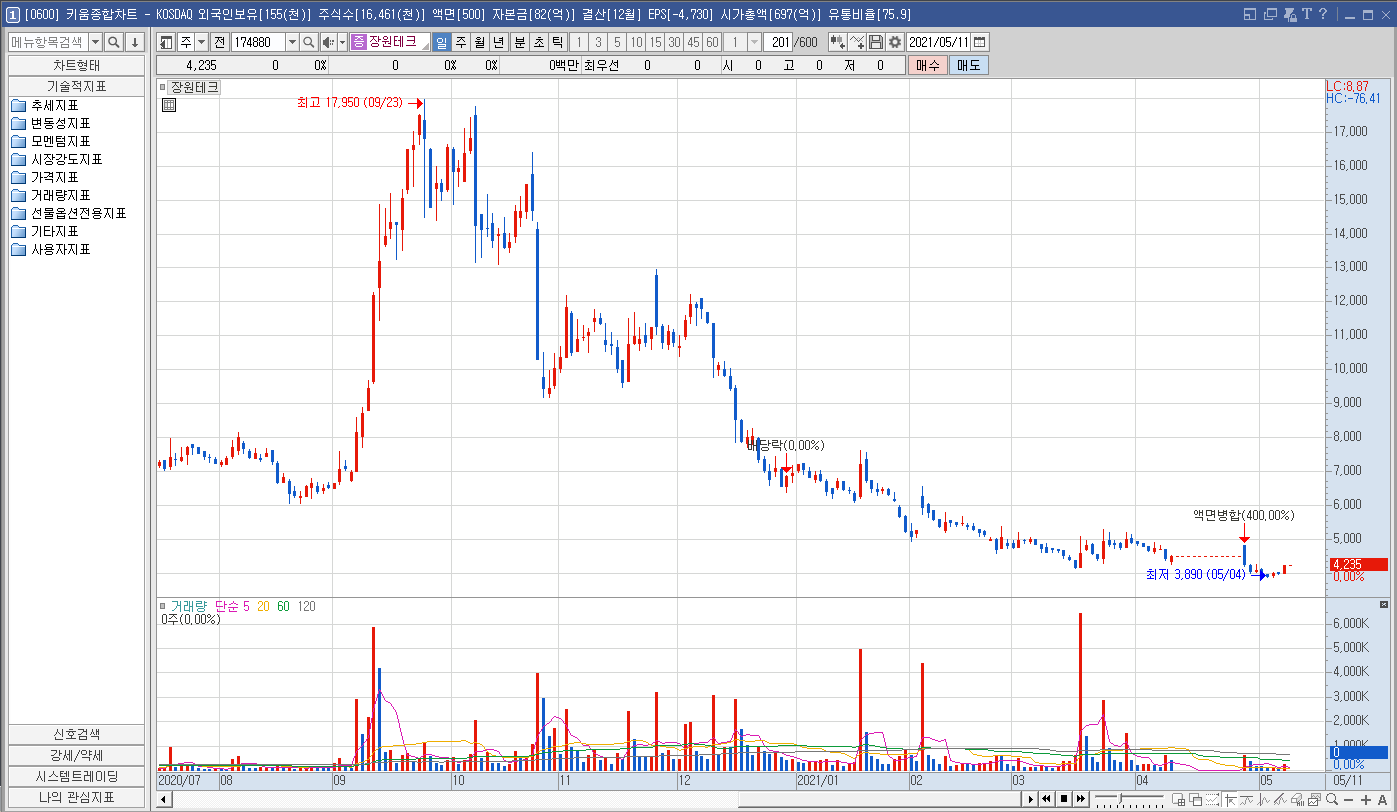 1 [0600] 키움종합차트 - KOSDAQ 외국인보유[155(천)] 주식수[16,461(천)] 액면[500] 자본금[82(억)] 결산[12월] EPS[-4,730] 시가총액[697(억)] 유통비율[75.9] T ?
메뉴항목검색 주 전 174880 증 장원테크 일 주 월 년 분 초 틱 1 3 5 10 15 30 45 60 1 201 /600 2021/05/11
차트형태 4,235 0 0% 0 0% 0% 0백만 최우선 0 0 시 0 고 0 저 0 매수 매도
기술적지표
추세지표
변동성지표
모멘텀지표
시장강도지표
가격지표
거래량지표
선물옵션전용지표
기타지표
사용자지표
신호검색
강세/약세
시스템트레이딩
나의 관심지표
장원테크
LC:8.87
HC:-76.41
최고 17,950 (09/23)
17,000
16,000
15,000
14,000
13,000
12,000
11,000
10,000
9,000
8,000
배당락(0.00%)
7,000
6,000
액면병합(400.00%)
5,000
4,235
0.00%
최저 3,890 (05/04)
거래량 단순 5 20 60 120
0주(0.00%)
6,000K
5,000K
4,000K
3,000K
2,000K
1,000K
0
0.00%
2020/07 08 09 10 11 12 2021/01 02 03 04 05 05/11
A